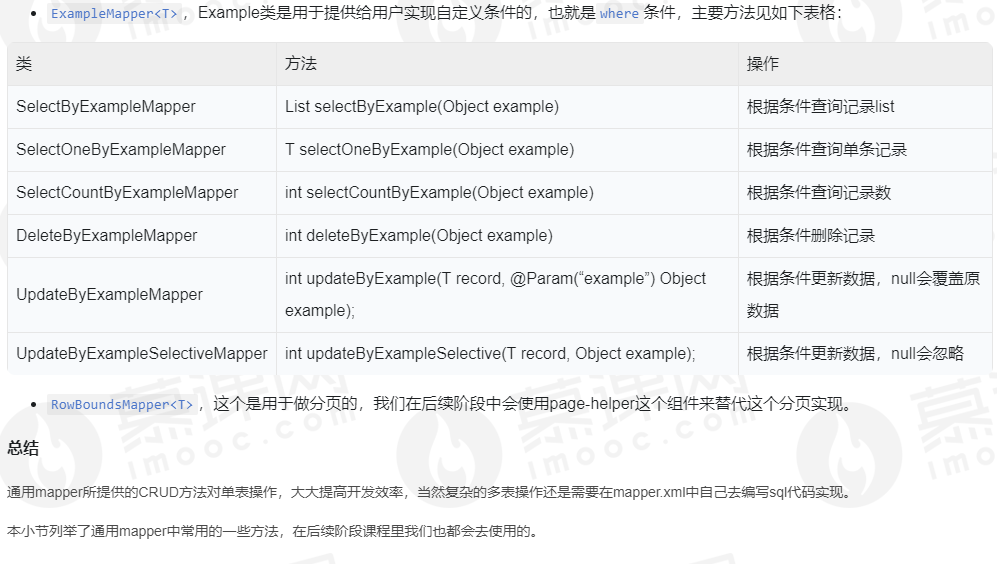 ExampleMapper<T> ，Example类是用于提供给用户实现自定义条件的，也就是 where 条件，主要方法见如下表格：
类 方法 操作
SelectByExampleMapper List selectByExample(Object example) 根据条件查询记录list
SelectOneByExampleMapper T selectOneByExample(Object example) 根据条件查询单条记录
SelectCountByExampleMapper int selectCountByExample(Object example) 根据条件查询记录数
DeleteByExampleMapper int deleteByExample(Object example) 根据条件删除记录
UpdateByExampleMapper int updateByExample(T record, @Param(“example”) Object
example); 根据条件更新数据，null会覆盖原
数据
UpdateByExampleSelectiveMapper int updateByExampleSelective(T record, Object example); 根据条件更新数据，null会忽略
RowBoundsMapper<T> ，这个是用于做分页的，我们在后续阶段中会使用page-helper这个组件来替代这个分页实现。
总结
通用mapper所提供的CRUD方法对单表操作，大大提高开发效率，当然复杂的多表操作还是需要在mapper.xml中自己去编写sql代码实现。
本小节列举了通用mapper中常用的一些方法，在后续阶段课程里我们也都会去使用的。
慕课网
imooc.com
慕课网
imooc.com